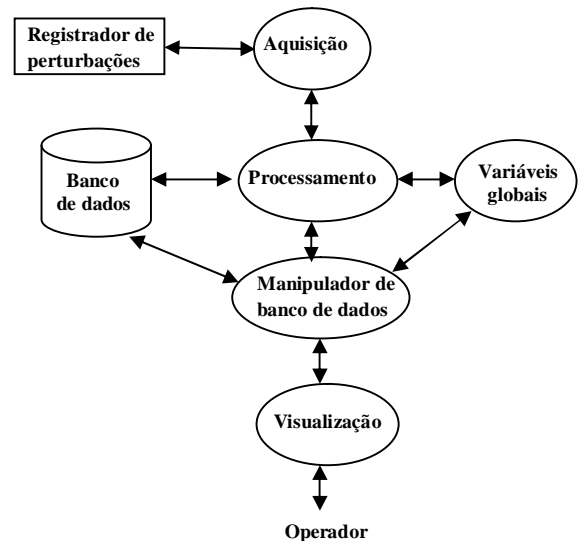 Registrador de
perturbações
Aquisição
Banco
de dados
Processamento
Variáveis
globais
Manipulador de
banco de dados
Visualização
Operador